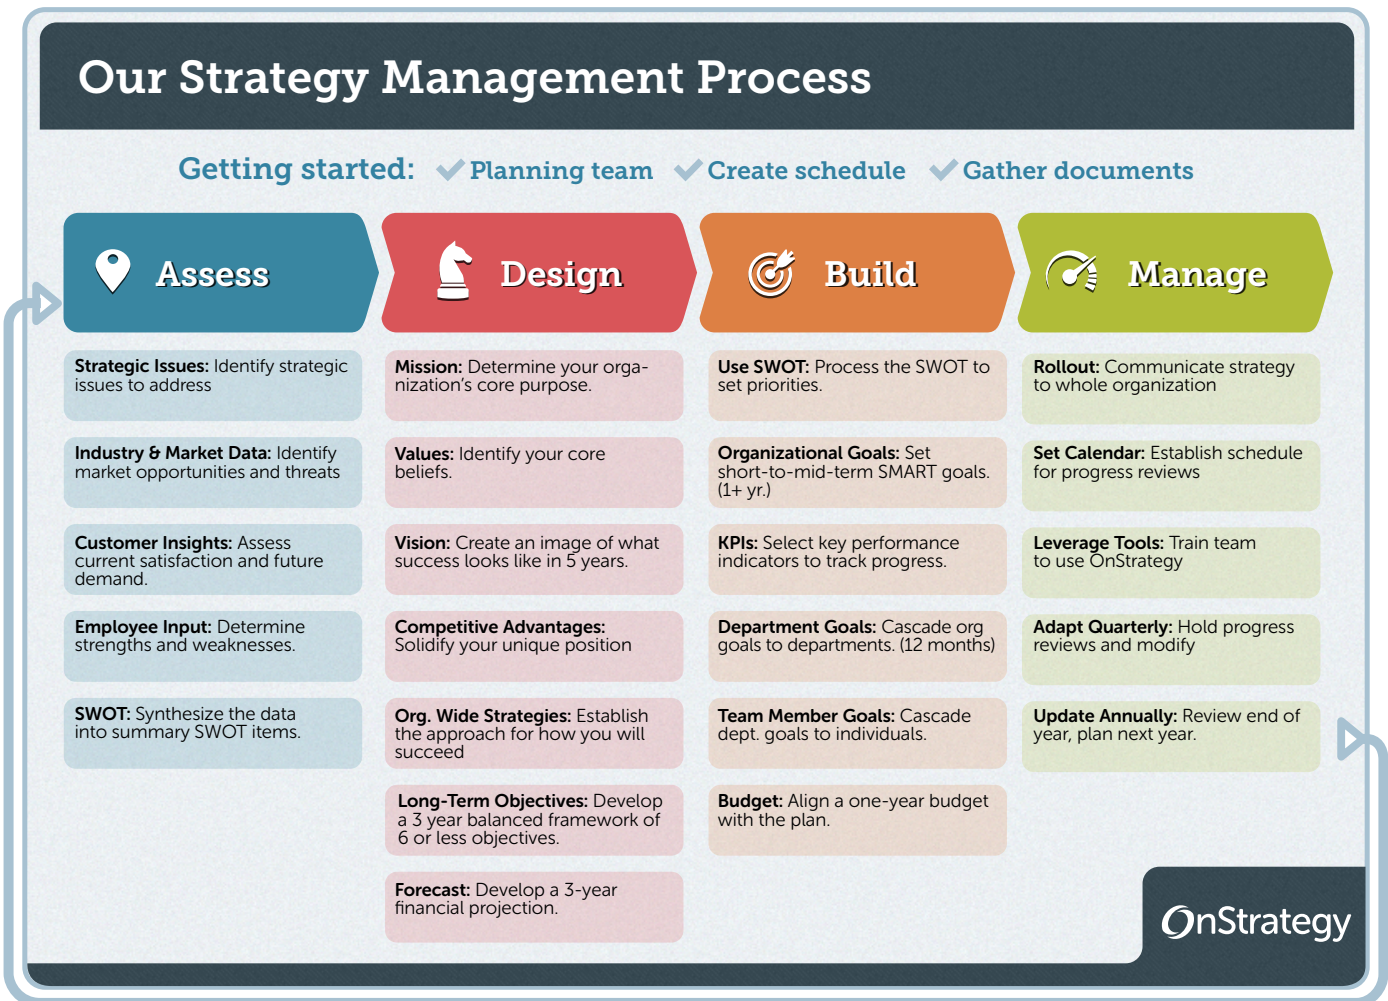 Our Strategy Management Process
Getting started: Planning team Create schedule Gather documents
Assess
Strategic Issues: Identify strategic
issues to address
Industry & Market Data: Identify
market opportunities and threats
Customer Insights: Assess
current satisfaction and future
demand.
Employee Input: Determine
strengths and weaknesses.
SWOT: Synthesize the data
into summary SWOT items.
Design
Mission: Determine your orga-
nization's core purpose.
Values: Identify your core
beliefs.
Vision: Create an image of what
success looks like in 5 years.
Competitive Advantages:
Solidify your unique position
Org. Wide Strategies: Establish
the approach for how you will
succeed
Long-Term Objectives: Develop
a 3 year balanced framework of
6 or less objectives.
Forecast: Develop a 3-year
financial projection.
Build
Use SWOT: Process the SWOT to
set priorities.
Organizational Goals: Set
short-to-mid-term SMART goals.
(1+ yr.)
KPIs: Select key performance
indicators to track progress.
Department Goals: Cascade org
goals to departments. (12 months)
Team Member Goals: Cascade
dept. goals to individuals.
Budget: Align a one-year budget
with the plan.
Manage
Rollout: Communicate strategy
to whole organization
Set Calendar: Establish schedule
for progress reviews
Leverage Tools: Train team
to use OnStrategy
Adapt Quarterly: Hold progress
reviews and modify
Update Annually: Review end of
year, plan next year.
OnStrategy